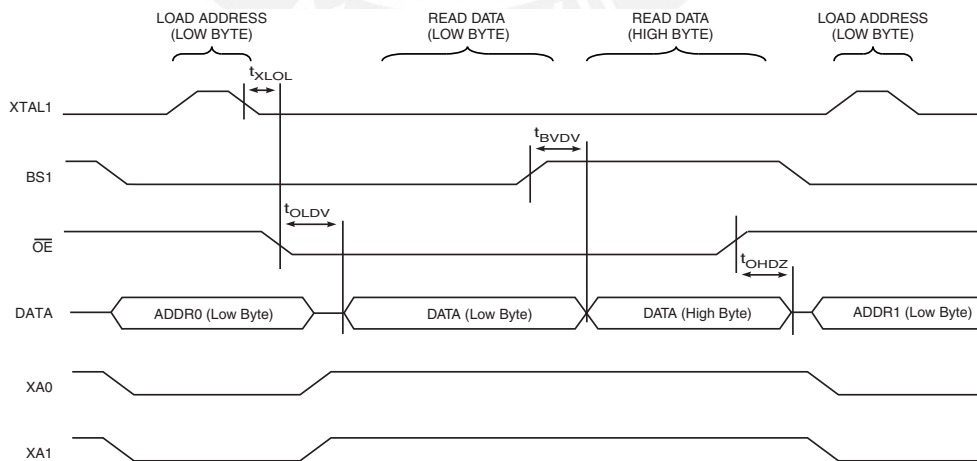 LOAD ADDRESS
(LOW BYTE)
READ DATA
(LOW BYTE)
READ DATA
(HIGH BYTE)
LOAD ADDRESS
(LOW BYTE)
tXLOL
XTAL1
tBVDV
BS1
tOLDV
OE
tOHDZ
DATA
ADDR0 (Low Byte)
DATA (Low Byte)
DATA (High Byte)
ADDR1 (Low Byte)
XA0
XA1